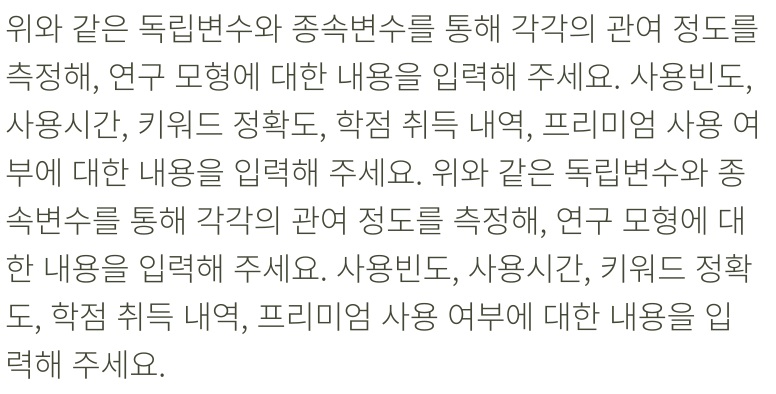 위와 같은 독립변수와 종속변수를 통해 각각의 관여 정도를
측정해, 연구 모형에 대한 내용을 입력해 주세요. 사용빈도,
사용시간, 키워드 정확도, 학점 취득 내역, 프리미엄 사용 여
부에 대한 내용을 입력해 주세요. 위와 같은 독립변수와 종
속변수를 통해 각각의 관여 정도를 측정해, 연구 모형에 대
한 내용을 입력해 주세요. 사용빈도, 사용시간, 키워드 정확
도, 학점 취득 내역, 프리미엄 사용 여부에 대한 내용을 입
력해 주세요.